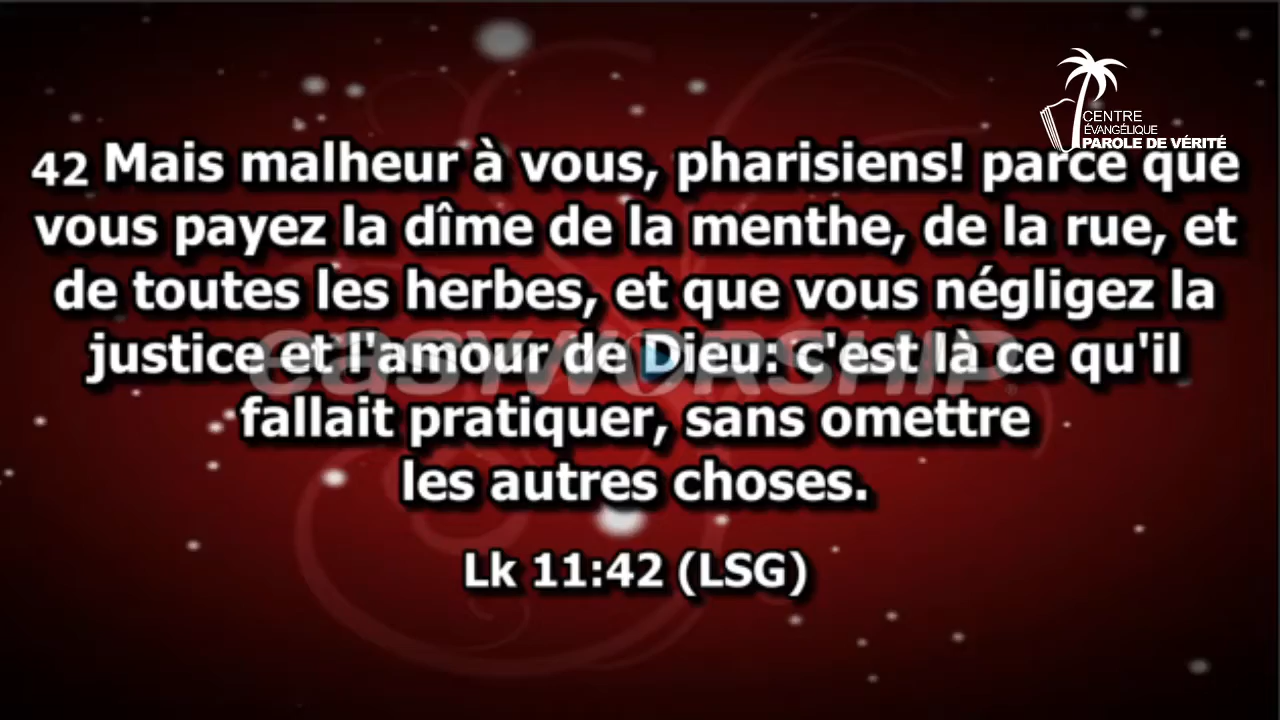 CENTRE
ÉVANGÉLIQUE
PAROLE DE VÉRITÉ
42 Mais malheur à vous, pharisiens! parce que
vous payez la dîme de la menthe, de la rue, et
de toutes les herbes, et que vous négligez la
justice et l'amour de Dieu: c'est là ce qu'il
fallait pratiquer, sans omettre
les autres choses.
easyworship®
Lk 11:42 (LSG)